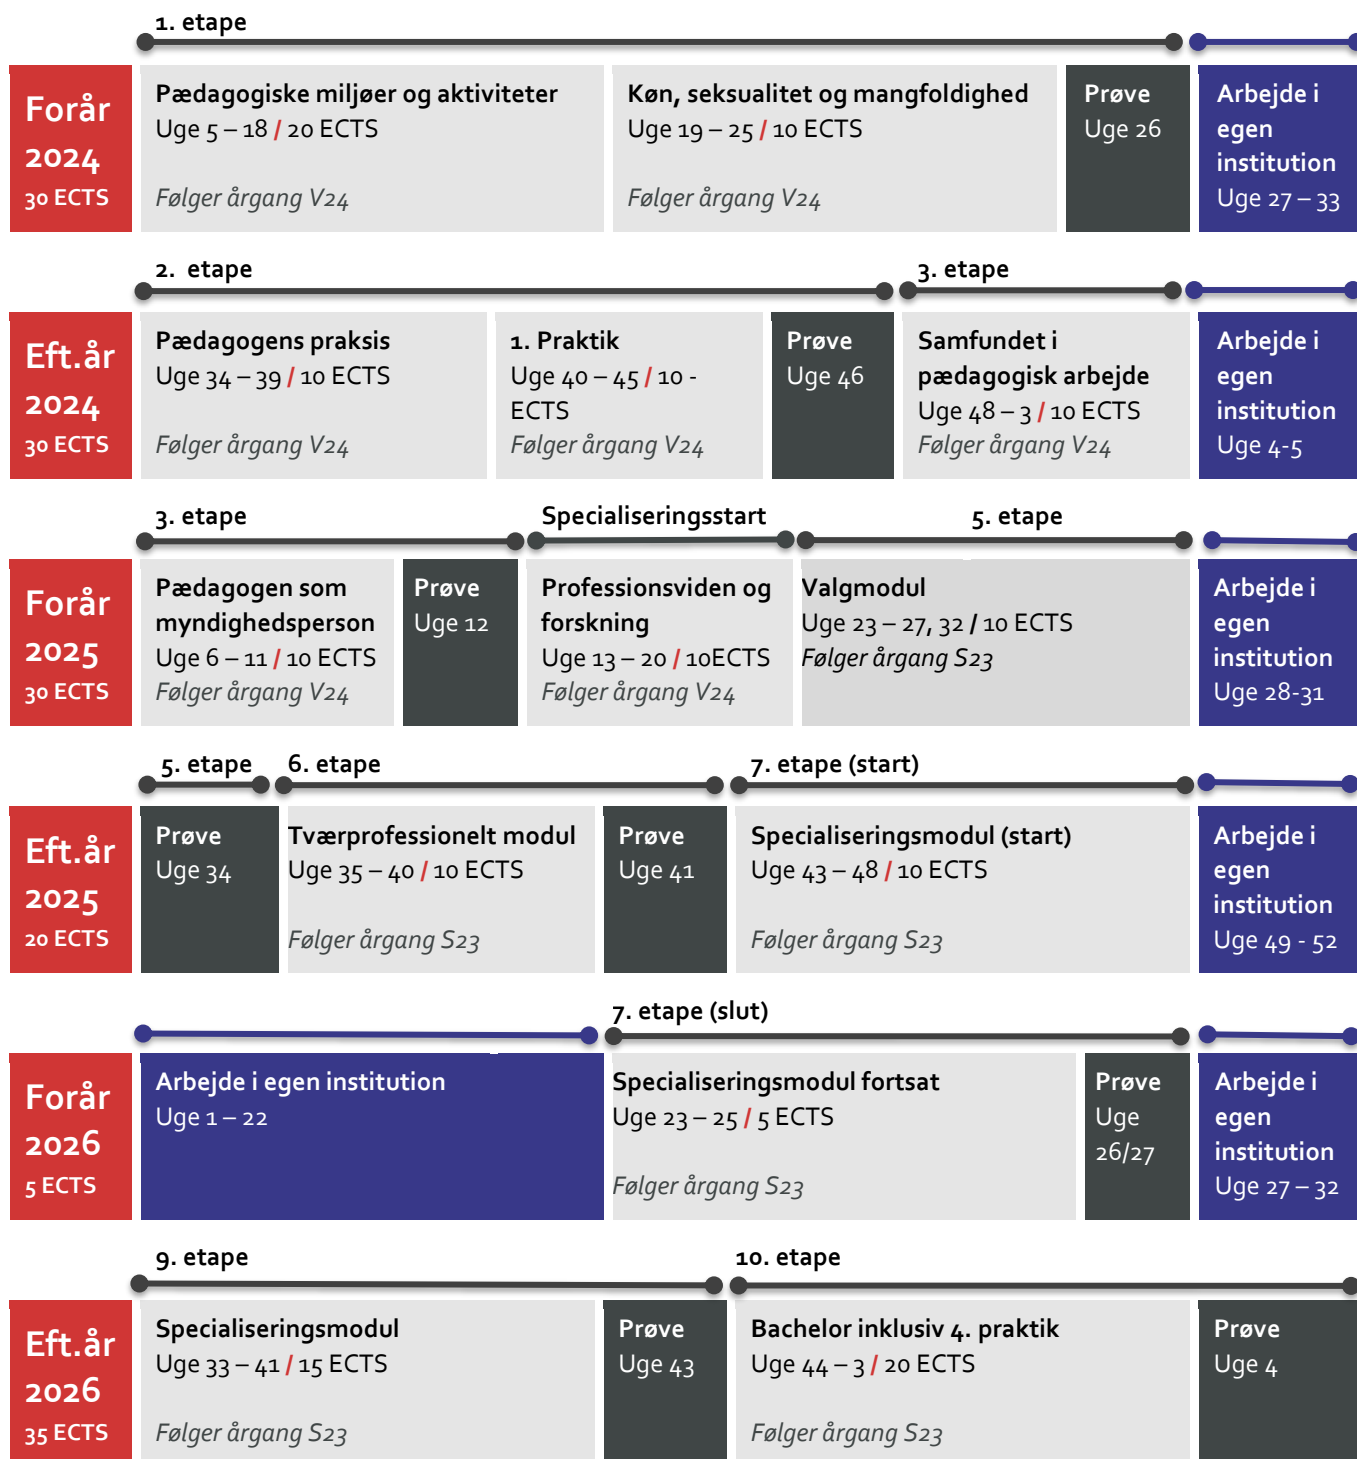 1. etape
Forår
2024
30 ECTS
Pædagogiske miljøer og aktiviteter
Uge 5 – 18 / 20 ECTS
Følger årgang V24
Køn, seksualitet og mangfoldighed
Uge 19 – 25 / 10 ECTS
Følger årgang V24
Prøve
Uge 26
Arbejde i
egen
institution
Uge 27 – 33
2. etape
3. etape
Eft.år
2024
30 ECTS
Pædagogens praksis
Uge 34 – 39 / 10 ECTS
Følger årgang V24
1. Praktik
Uge 40 – 45 / 10 -
ECTS
Følger årgang V24
Prøve
Uge 46
Samfundet i
pædagogisk arbejde
Uge 48 – 3 / 10 ECTS
Følger årgang V24
Arbejde i
egen
institution
Uge 4-5
3. etape
Specialiseringsstart
5. etape
Forår
2025
30 ECTS
Pædagogen som
myndighedsperson
Uge 6 – 11 / 10 ECTS
Følger årgang V24
Prøve
Uge 12
Professionsviden og
forskning
Uge 13 – 20 / 10ECTS
Følger årgang V24
Valgmodul
Uge 23 – 27, 32 / 10 ECTS
Følger årgang S23
Arbejde i
egen
institution
Uge 28-31
5. etape
6. etape
7. etape (start)
Eft.år
2025
20 ECTS
Prøve
Uge 34
Tværprofessionelt modul
Uge 35 – 40 / 10 ECTS
Følger årgang S23
Prøve
Uge 41
Specialiseringsmodul (start)
Uge 43 – 48 / 10 ECTS
Følger årgang S23
Arbejde i
egen
institution
Uge 49 - 52
7. etape (slut)
Forår
2026
5 ECTS
Arbejde i egen institution
Uge 1 – 22
Specialiseringsmodul fortsat
Uge 23 – 25 / 5 ECTS
Følger årgang S23
Prøve
Uge
26/27
Arbejde i
egen
institution
Uge 27 – 32
9. etape
10. etape
Eft.år
2026
35 ECTS
Specialiseringsmodul
Uge 33 – 41 / 15 ECTS
Følger årgang S23
Prøve
Uge 43
Bachelor inklusiv 4. praktik
Uge 44 – 3 / 20 ECTS
Følger årgang S23
Prøve
Uge 4